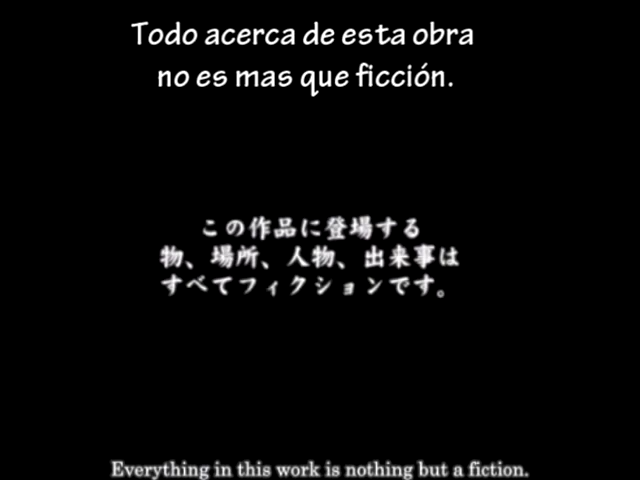 Todo acerca de esta obra
no es mas que ficción.
この作品に登場する
物、場所、人物、出来事は
すべてフィクションです。
Everything in this work is nothing but a fiction.